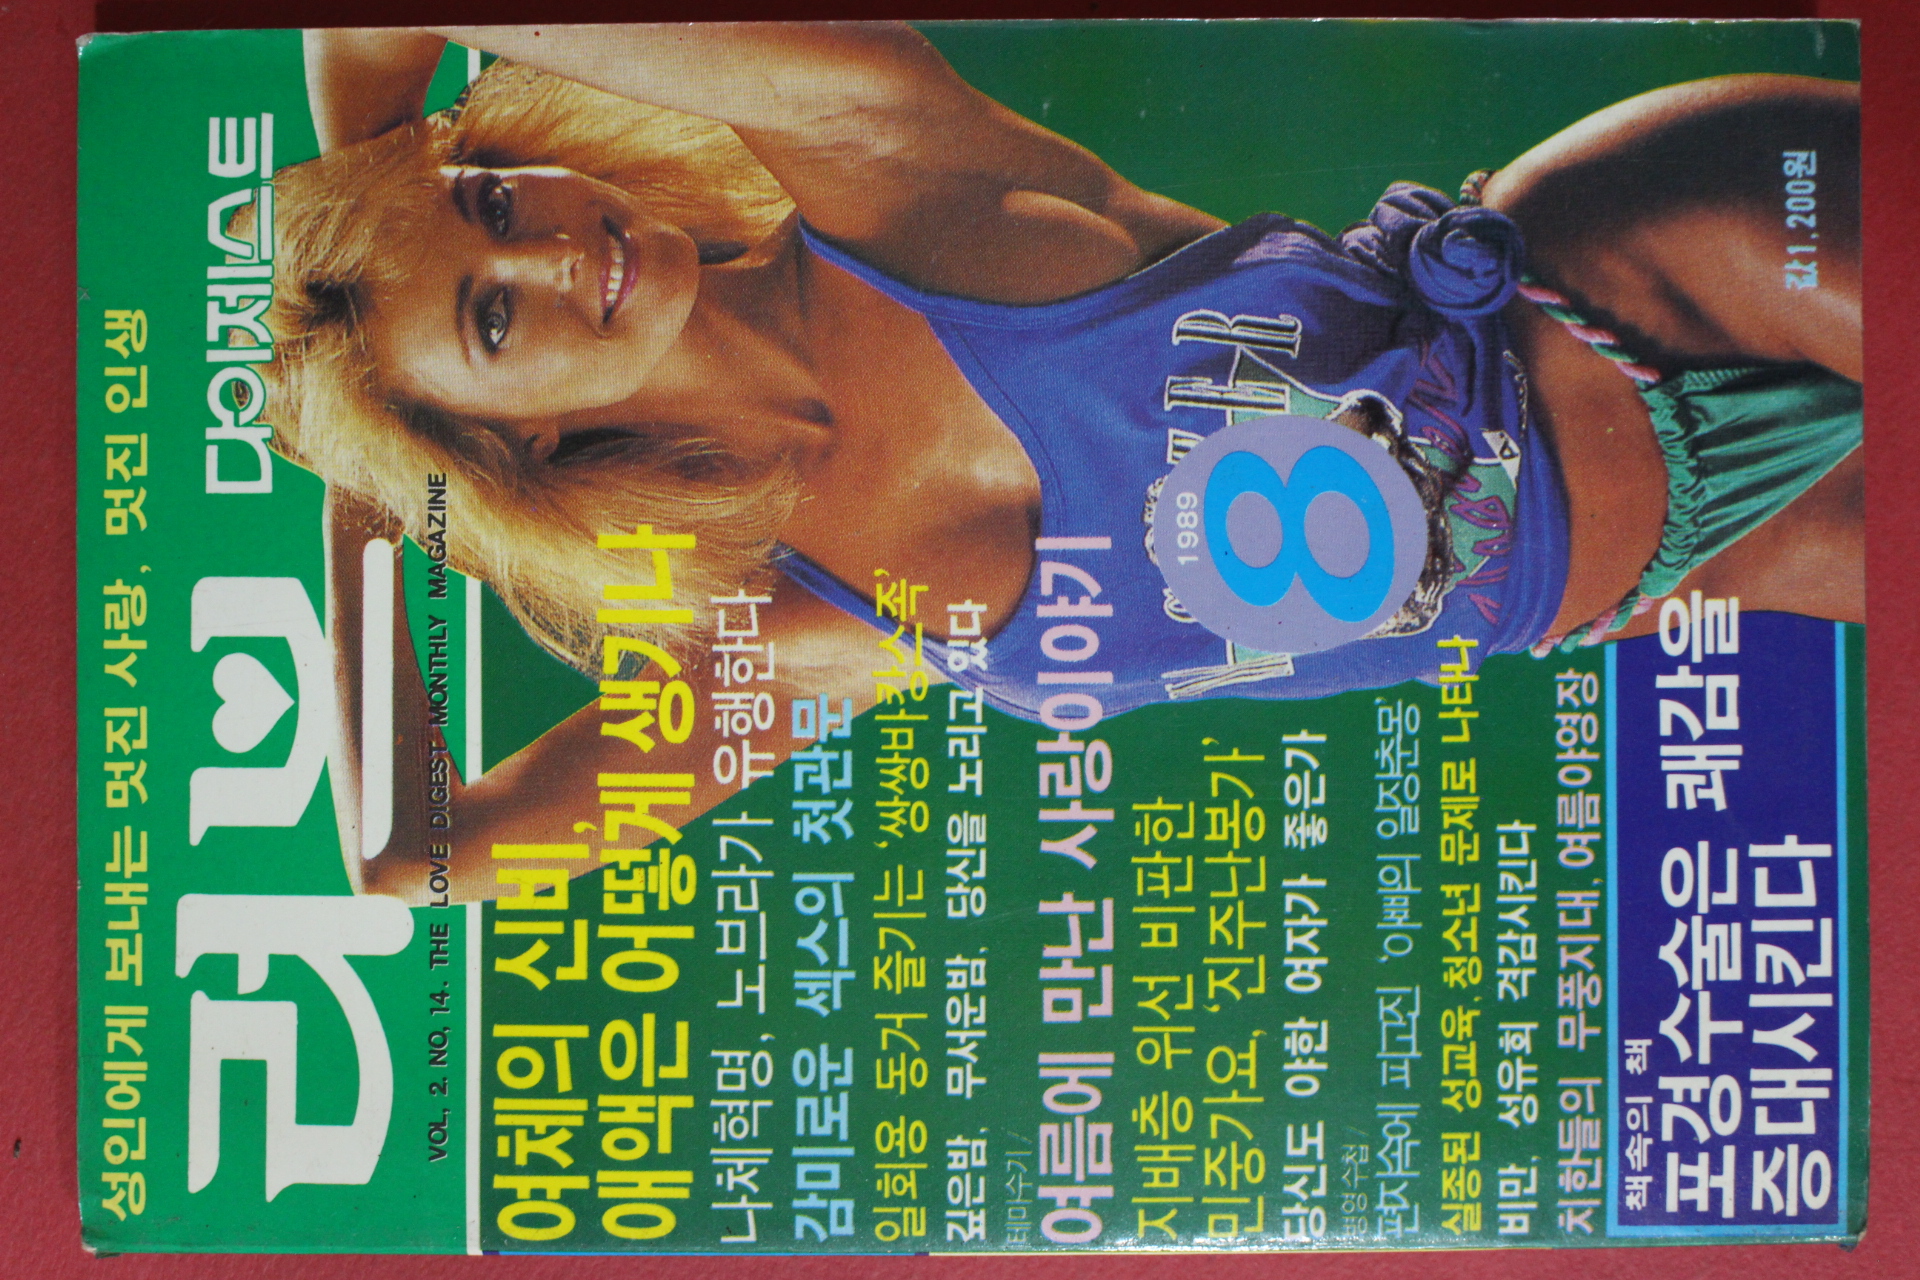 성인에게 보내는 멋진 사랑, 멋진 인생
러브 다이제스트
VOL, 2. NO, 14. THE LOVE DIGEST MONTHLY MAGAZINE
여체의 신비,
애액은 어떻게 생기나
나체혁명, 노브라가 유행한다
감미로운 섹스의 첫관문
일회용 동거 즐기는 '쌍쌍바캉스족'
깊은밤, 무서운밤, 당신을 노리고있다
테마수기
여름에 만난 사랑이야기
지배층 위선 비판한
민중가요, '진주난봉가'
당신도 야한 여자가 좋은가
병영수첩
편지속에 피고진 '아빠의 일장춘몽'
실종된 성교육, 청소년 문제로 나타나
비만, 성유희 격감시킨다
치한들의 무풍지대, 여름야영장
책속의 책
포경수술은 쾌감을
증대시킨다
1989
8
값 1,200원